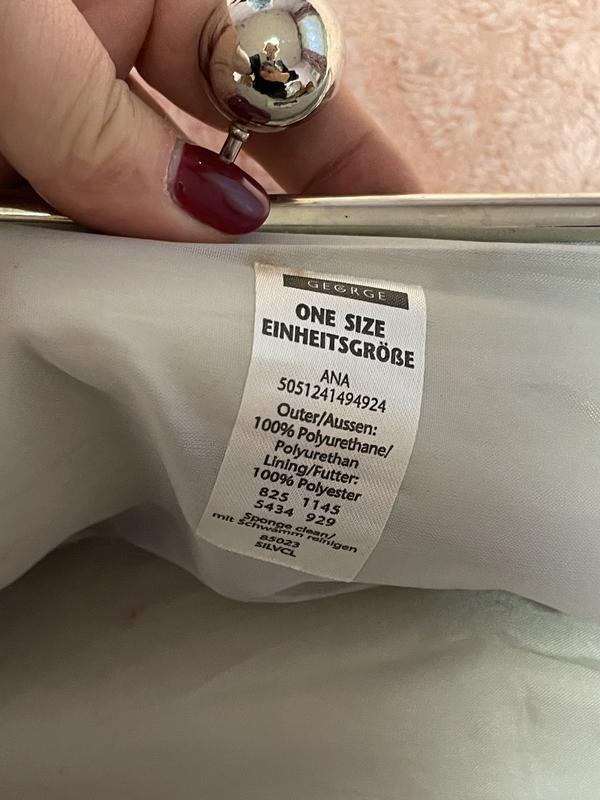 GEORGE
ONE SIZE
EINHEITSGRÖßE
ANA
5051241494924
Outer/Aussen:
100% Polyurethane/
Polyurethan
Lining/Futter:
100% Polyester
825 1145
5434 929
Sponge clean/
mit Schwamm reinigen
85023
SILVCL